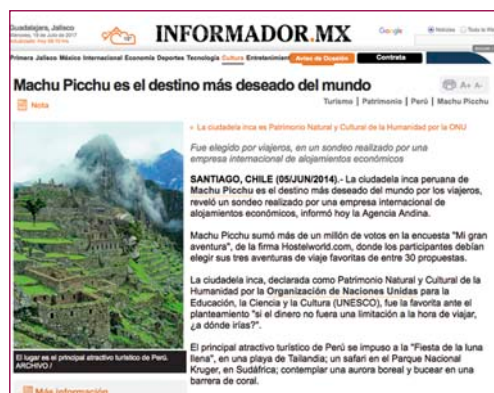 Guadalajara, Jalisco
INFORMADOR.MX
Google
Noticias
Primera Jalisco México Internacional Economía Deportes Tecnología Cultura Entretenimiento
Aviso de Ocasión
Contrata
Machu Picchu es el destino más deseado del mundo
A+ A-
Nota
Turismo | Patrimonio | Perú | Machu Picchu
La ciudadela inca es Patrimonio Natural y Cultural de la Humanidad por la ONU
Fue elegido por viajeros, en un sondeo realizado por una
empresa internacional de alojamientos económicos
SANTIAGO, CHILE (05/JUN/2014).- La ciudadela inca peruana de
Machu Picchu es el destino más deseado del mundo por los viajeros,
reveló un sondeo realizado por una empresa internacional de
alojamientos económicos, informó hoy la Agencia Andina.
Machu Picchu sumó más de un millón de votos en la encuesta "Mi gran
aventura", de la firma Hostelworld.com, donde los participantes debían
elegir sus tres aventuras de viaje favoritas de entre 30 propuestas.
La ciudadela inca, declarada como Patrimonio Natural y Cultural de la
Humanidad por la Organización de Naciones Unidas para la
Educación, la Ciencia y la Cultura (UNESCO), fue la favorita ante el
planteamiento "si el dinero no fuera una limitación a la hora de viajar,
¿a dónde irías?".
El principal atractivo turístico de Perú se impuso a la "Fiesta de la luna
llena", en una playa de Tailandia; un safari en el Parque Nacional
Kruger, en Sudáfrica; contemplar una aurora boreal y bucear en una
barrera de coral.
El lugar es el principal atractivo turístico de Perú.
ARCHIVO /
Más información